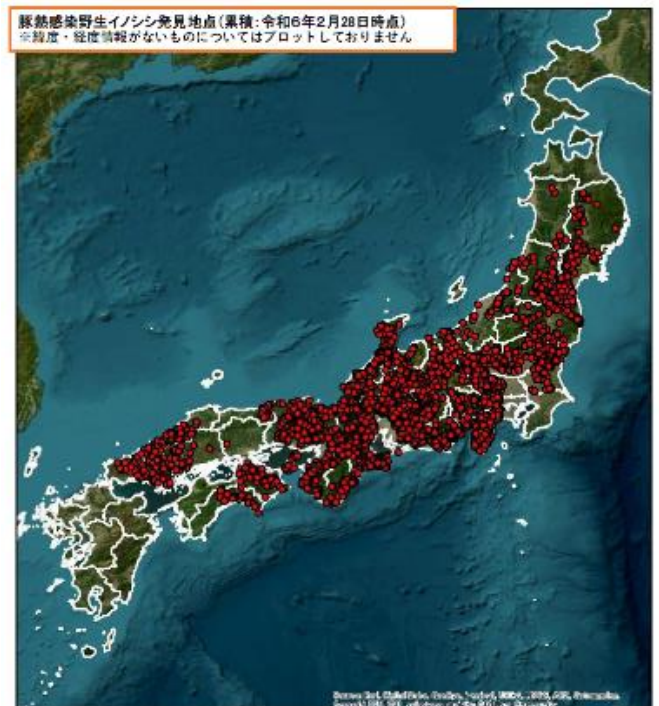 豚熱感染野生イノシシ発見地点(累積:令和6年2月28日時点)
※緯度・経度情報がないものについてはプロットしておりません